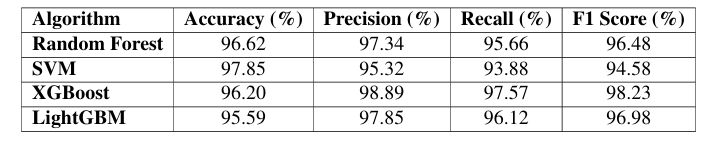 Algorithm Accuracy (%) Precision (%) Recall (%) F1 Score (%)
Random Forest 96.62 97.34 95.66 96.48
SVM 97.85 95.32 93.88 94.58
XGBoost 96.20 98.89 97.57 98.23
LightGBM 95.59 97.85 96.12 96.98